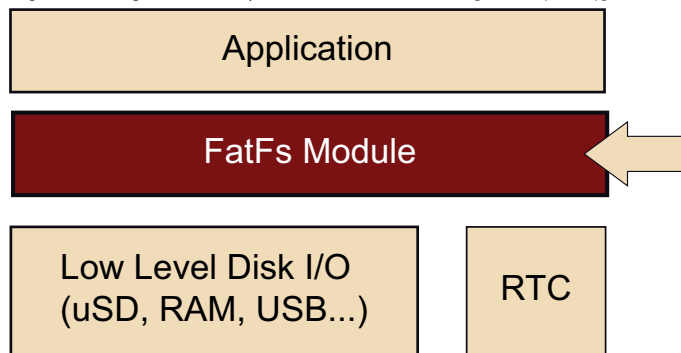 Application
FatFs Module
Low Level Disk I/O
(uSD, RAM, USB...)
RTC